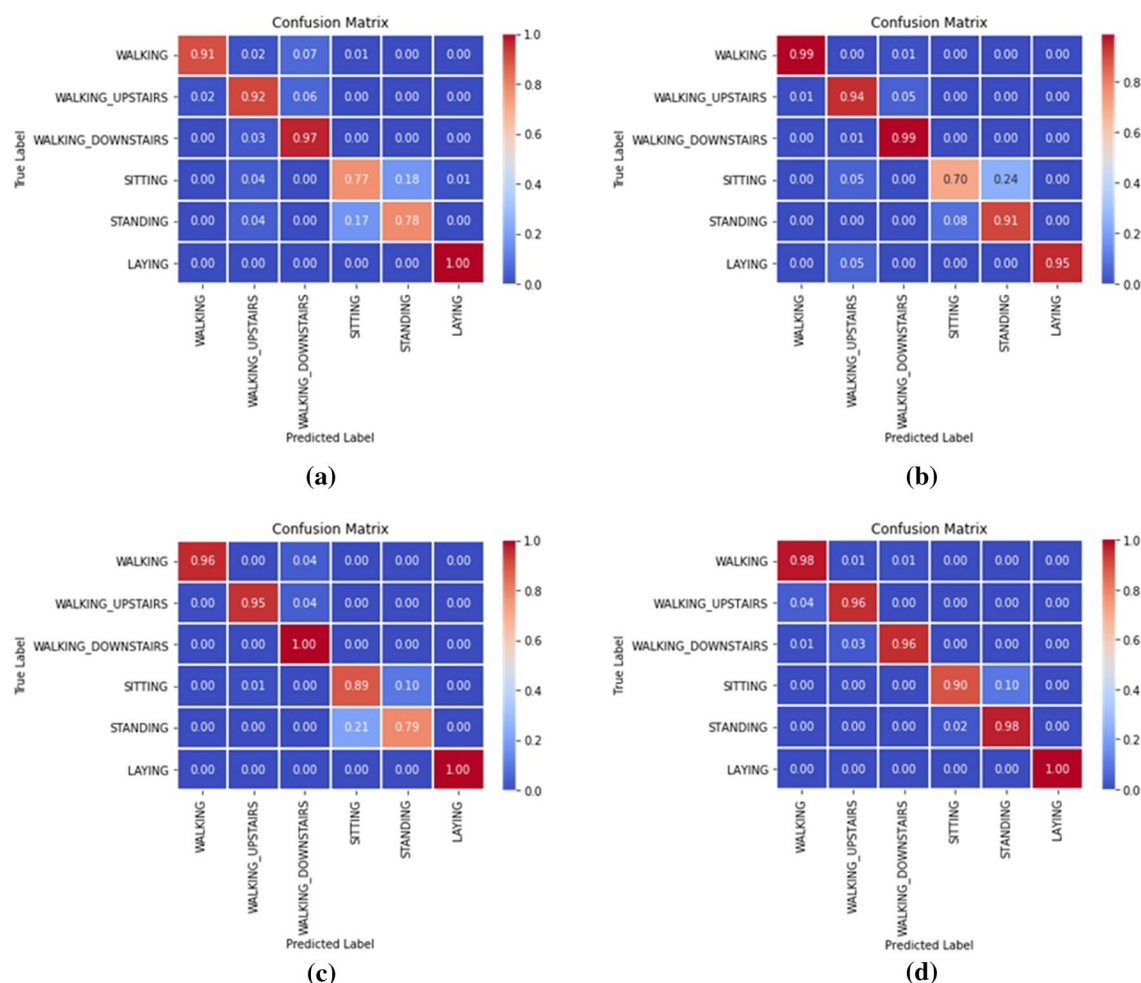 Confusion Matrix
WALKING 0.91 0.02 0.07 0.01 0.00 0.00
WALKING_UPSTAIRS 0.02 0.92 0.06 0.00 0.00 0.00
WALKING_DOWNSTAIRS 0.00 0.03 0.97 0.00 0.00 0.00
SITTING 0.00 0.04 0.00 0.77 0.18 0.01
STANDING 0.00 0.04 0.00 0.17 0.78 0.00
LAYING 0.00 0.00 0.00 0.00 0.00 1.00
True Label
WALKING
WALKING_UPSTAIRS
WALKING_DOWNSTAIRS
SITTING
STANDING
LAYING
Predicted Label
1.0
0.8
0.6
0.4
0.2
0.0
(a)
Confusion Matrix
WALKING 0.99 0.00 0.01 0.00 0.00 0.00
WALKING_UPSTAIRS 0.01 0.94 0.05 0.00 0.00 0.00
WALKING_DOWNSTAIRS 0.00 0.01 0.99 0.00 0.00 0.00
SITTING 0.00 0.05 0.00 0.70 0.24 0.00
STANDING 0.00 0.00 0.00 0.08 0.91 0.00
LAYING 0.00 0.05 0.00 0.00 0.00 0.95
True Label
WALKING
WALKING_UPSTAIRS
WALKING_DOWNSTAIRS
SITTING
STANDING
LAYING
Predicted Label
0.8
0.6
0.4
0.2
0.0
(b)
Confusion Matrix
WALKING 0.96 0.00 0.04 0.00 0.00 0.00
WALKING_UPSTAIRS 0.00 0.95 0.04 0.00 0.00 0.00
WALKING_DOWNSTAIRS 0.00 0.00 1.00 0.00 0.00 0.00
SITTING 0.00 0.01 0.00 0.89 0.10 0.00
STANDING 0.00 0.00 0.00 0.21 0.79 0.00
LAYING 0.00 0.00 0.00 0.00 0.00 1.00
True Label
WALKING
WALKING_UPSTAIRS
WALKING_DOWNSTAIRS
SITTING
STANDING
LAYING
Predicted Label
1.0
0.8
0.6
0.4
0.2
0.0
(c)
Confusion Matrix
WALKING 0.98 0.01 0.01 0.00 0.00 0.00
WALKING_UPSTAIRS 0.04 0.96 0.00 0.00 0.00 0.00
WALKING_DOWNSTAIRS 0.01 0.03 0.96 0.00 0.00 0.00
SITTING 0.00 0.00 0.00 0.90 0.10 0.00
STANDING 0.00 0.00 0.00 0.02 0.98 0.00
LAYING 0.00 0.00 0.00 0.00 0.00 1.00
True Label
WALKING
WALKING_UPSTAIRS
WALKING_DOWNSTAIRS
SITTING
STANDING
LAYING
Predicted Label
1.0
0.8
0.6
0.4
0.2
0.0
(d)